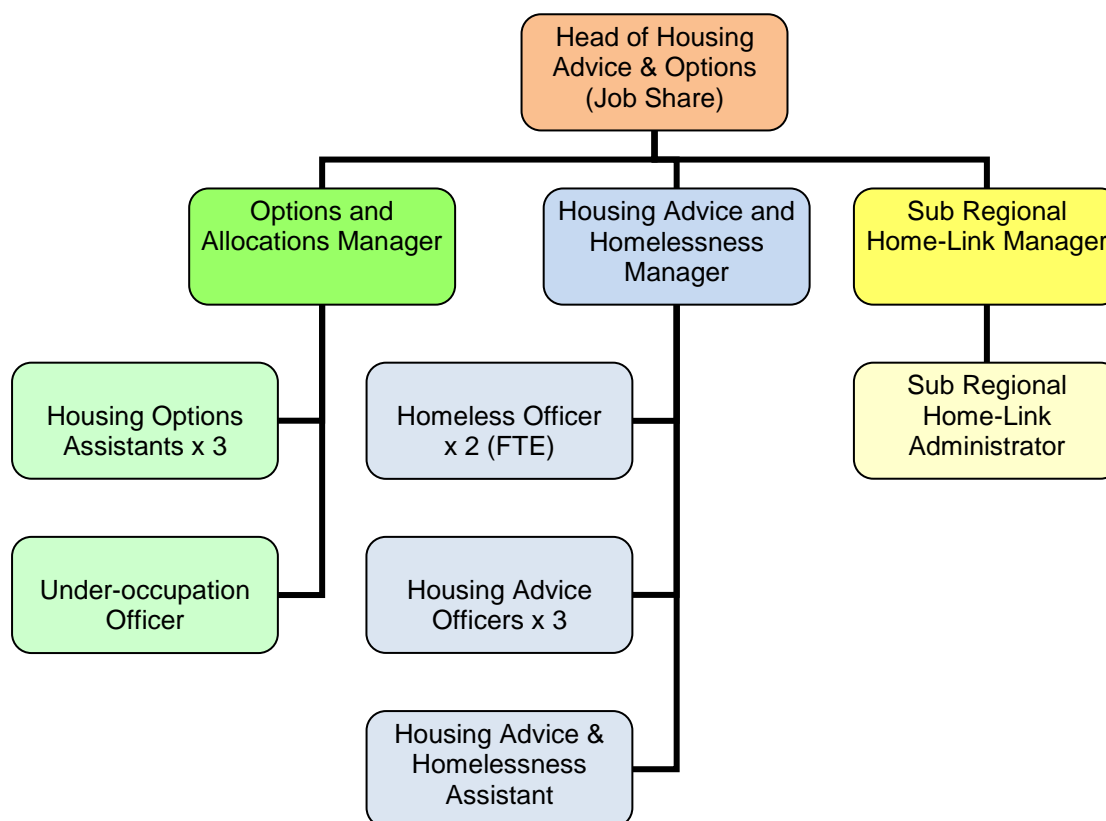 Head of Housing
Advice & Options
(Job Share)
Options and
Allocations Manager
Housing Advice and
Homelessness
Manager
Sub Regional
Home-Link Manager
Housing Options
Assistants x 3
Homeless Officer
x 2 (FTE)
Sub Regional
Home-Link
Administrator
Under-occupation
Officer
Housing Advice
Officers x 3
Housing Advice &
Homelessness
Assistant